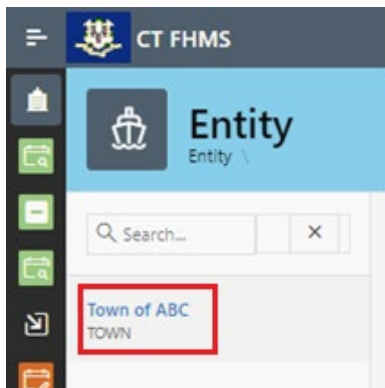 CT FHMS
Entity
Entity \
Search...
Town of ABC
TOWN